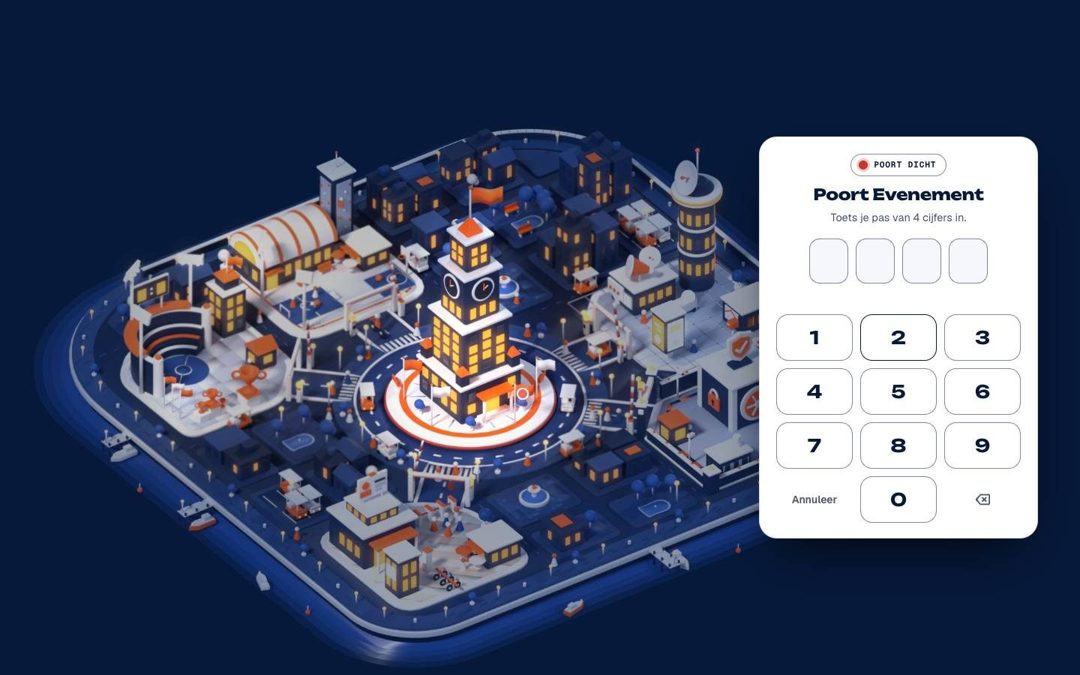 POORT DICHT
Poort Evenement
Toets je pas van 4 cijfers in.
1 2 3
4 5 6
7 8 9
Annuleer 0